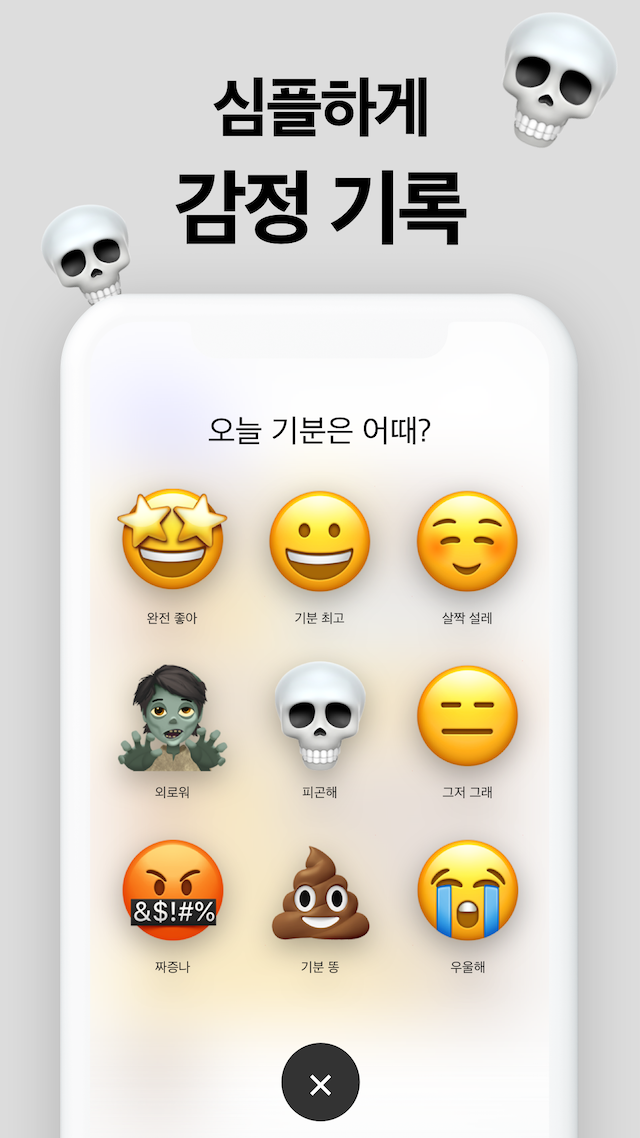 심플하게
감정 기록
오늘 기분은 어때?
완전 좋아
기분 최고
살짝 설레
외로워
피곤해
그저 그래
&$!#%
짜증나
기분 똥
우울해